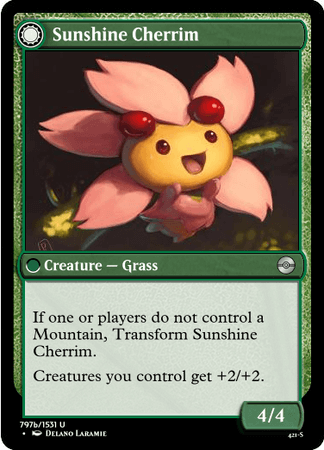 Sunshine Cherrim
Creature — Grass
If one or players do not control a
Mountain, Transform Sunshine
Cherrim.
Creatures you control get +2/+2.
4/4
797b/1531 U
• Delano Laramie
421-S